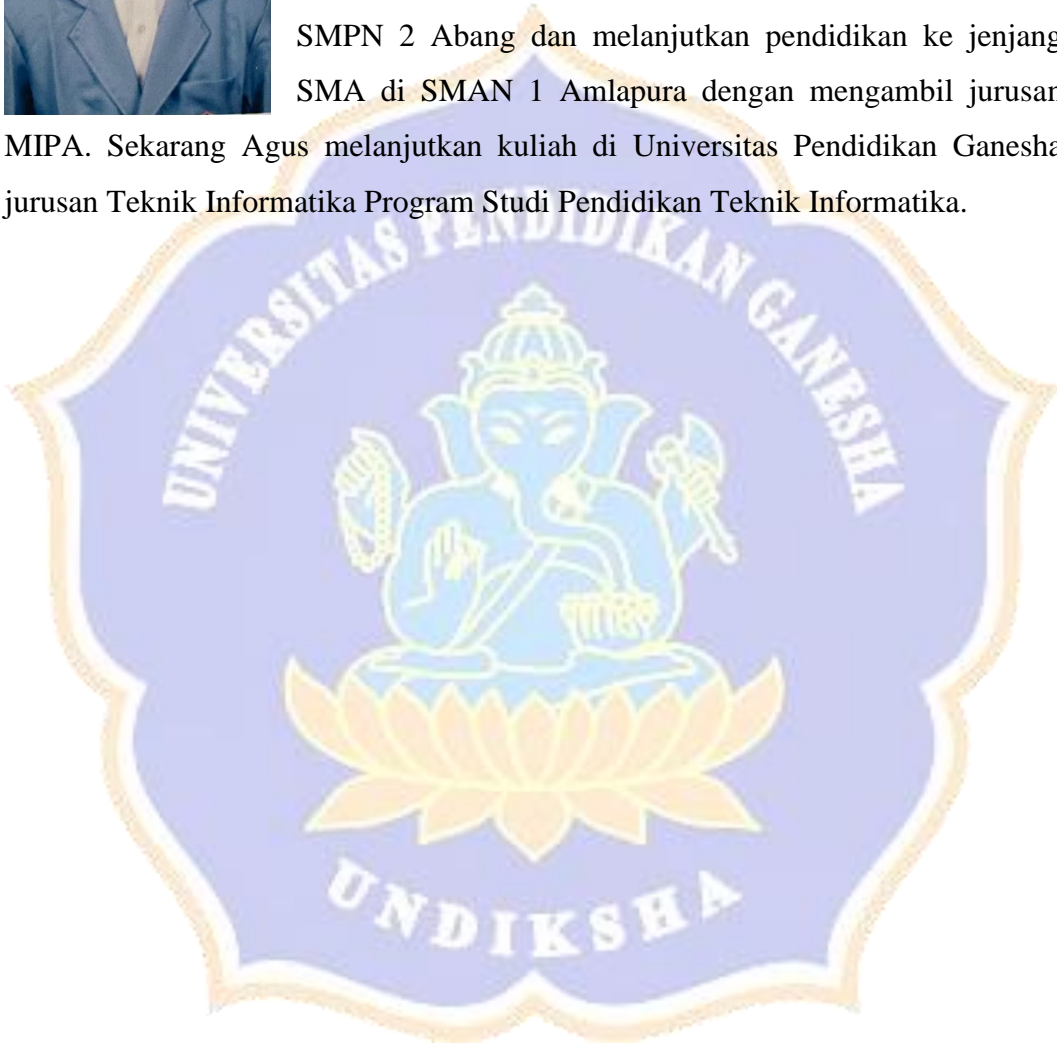 SMPN 2 Abang dan melanjutkan pendidikan ke jenjang
SMA di SMAN 1 Amlapura dengan mengambil jurusan
MIPA. Sekarang Agus melanjutkan kuliah di Universitas Pendidikan Ganesha
jurusan Teknik Informatika Program Studi Pendidikan Teknik Informatika.
UNIVERSITAS PENDIDIKAN GANESHA
UNDIKSHA